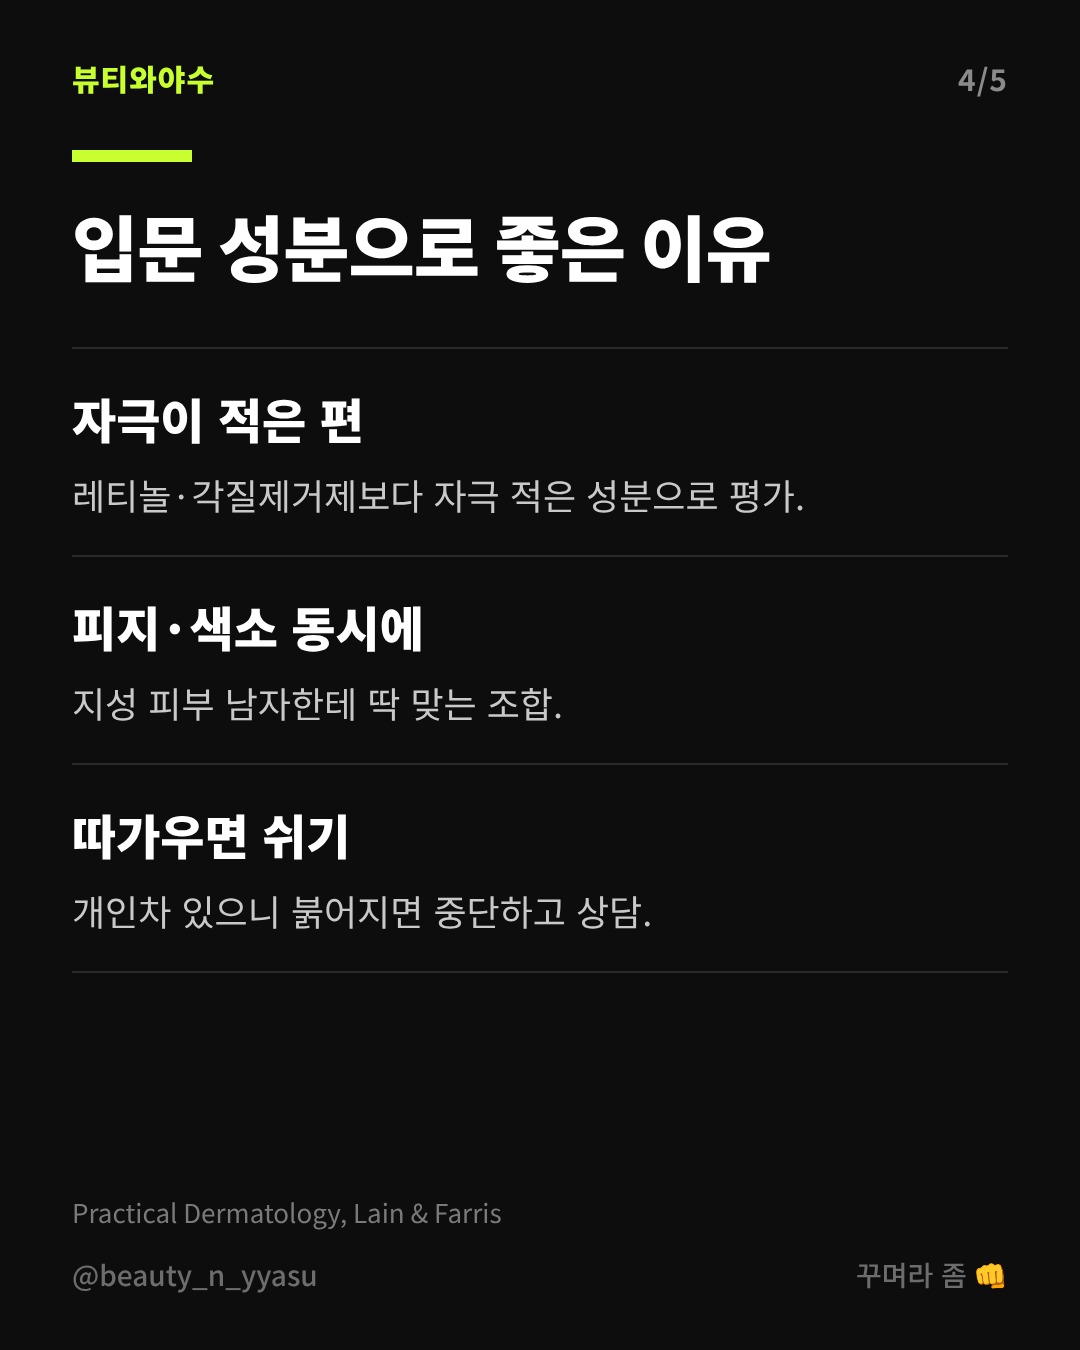 뷰티와야수
4/5
입문 성분으로 좋은 이유
자극이 적은 편
레티놀·각질제거제보다 자극 적은 성분으로 평가.
피지·색소 동시에
지성 피부 남자한테 딱 맞는 조합.
따가우면 쉬기
개인차 있으니 붉어지면 중단하고 상담.
Practical Dermatology, Lain & Farris
@beauty_n_yyasu
꾸며라 좀 👊